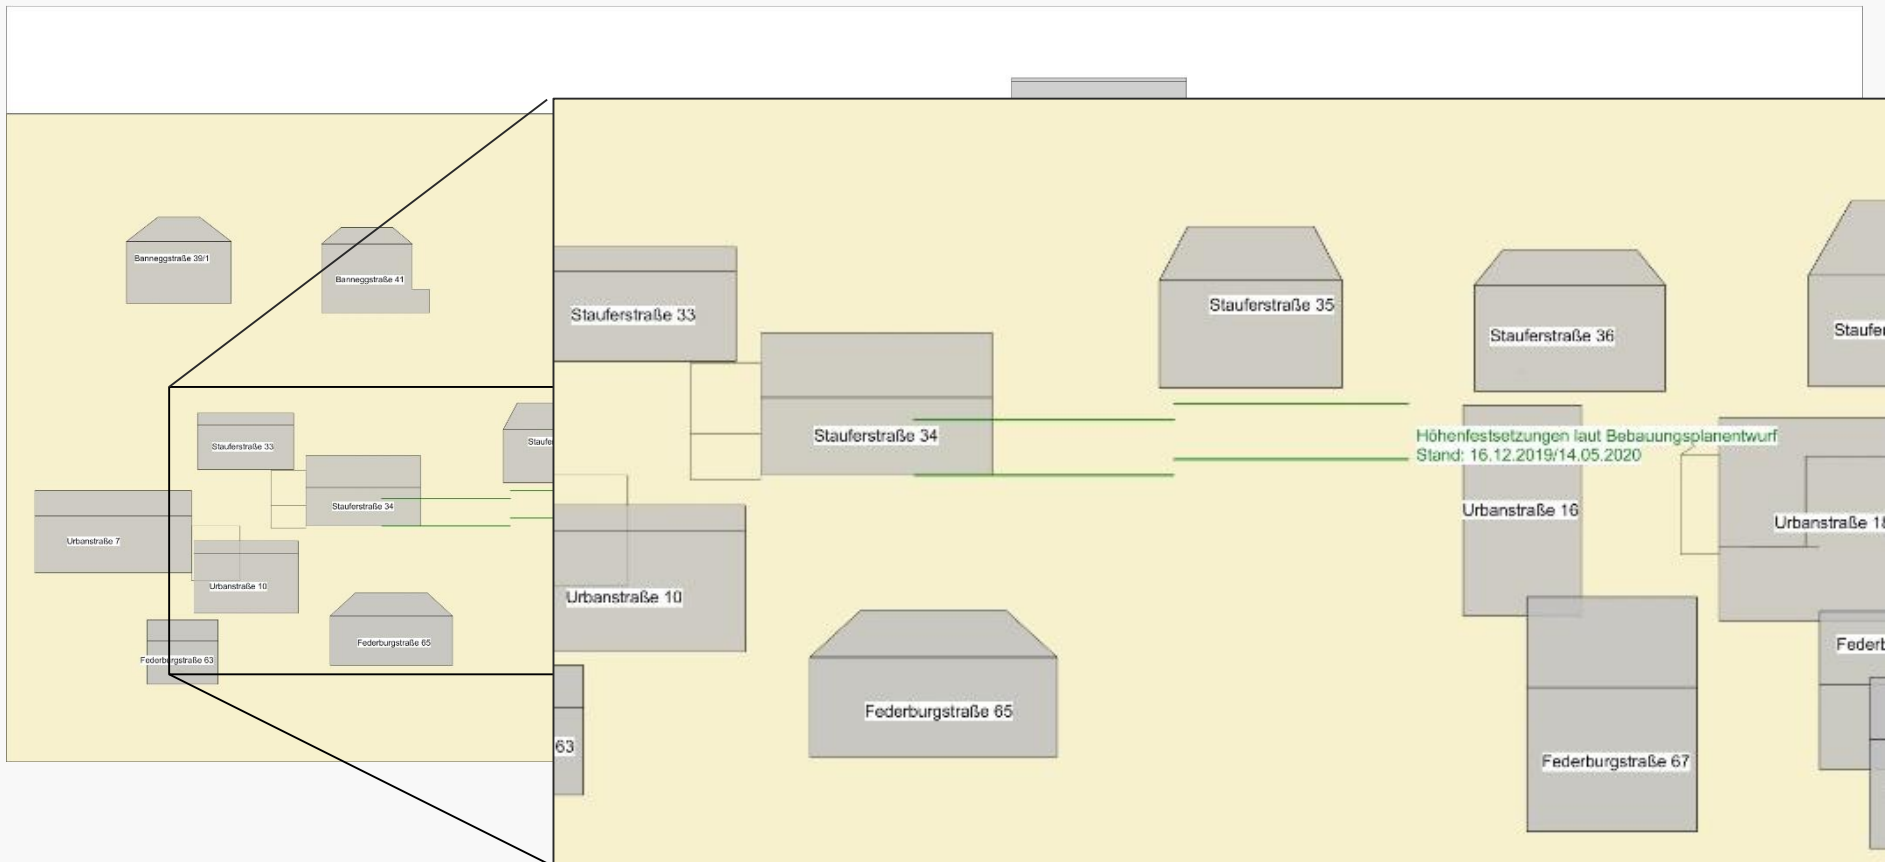 Banneggstraße 39/1
Banneggstraße 41
Stauferstraße 33
Stauferstraße 34
Urbanstraße 7
Urbanstraße 10
Federburgstraße 63
Federburgstraße 65
Stauferstraße 33
Stauferstraße 35
Stauferstraße 36
Stauferstraße 34
Höhenfestsetzungen laut Bebauungsplanentwurf
Stand: 16.12.2019/14.05.2020
Urbanstraße 16
Urbanstraße 18
Urbanstraße 10
Federburgstraße 65
63
Federburgstraße 67